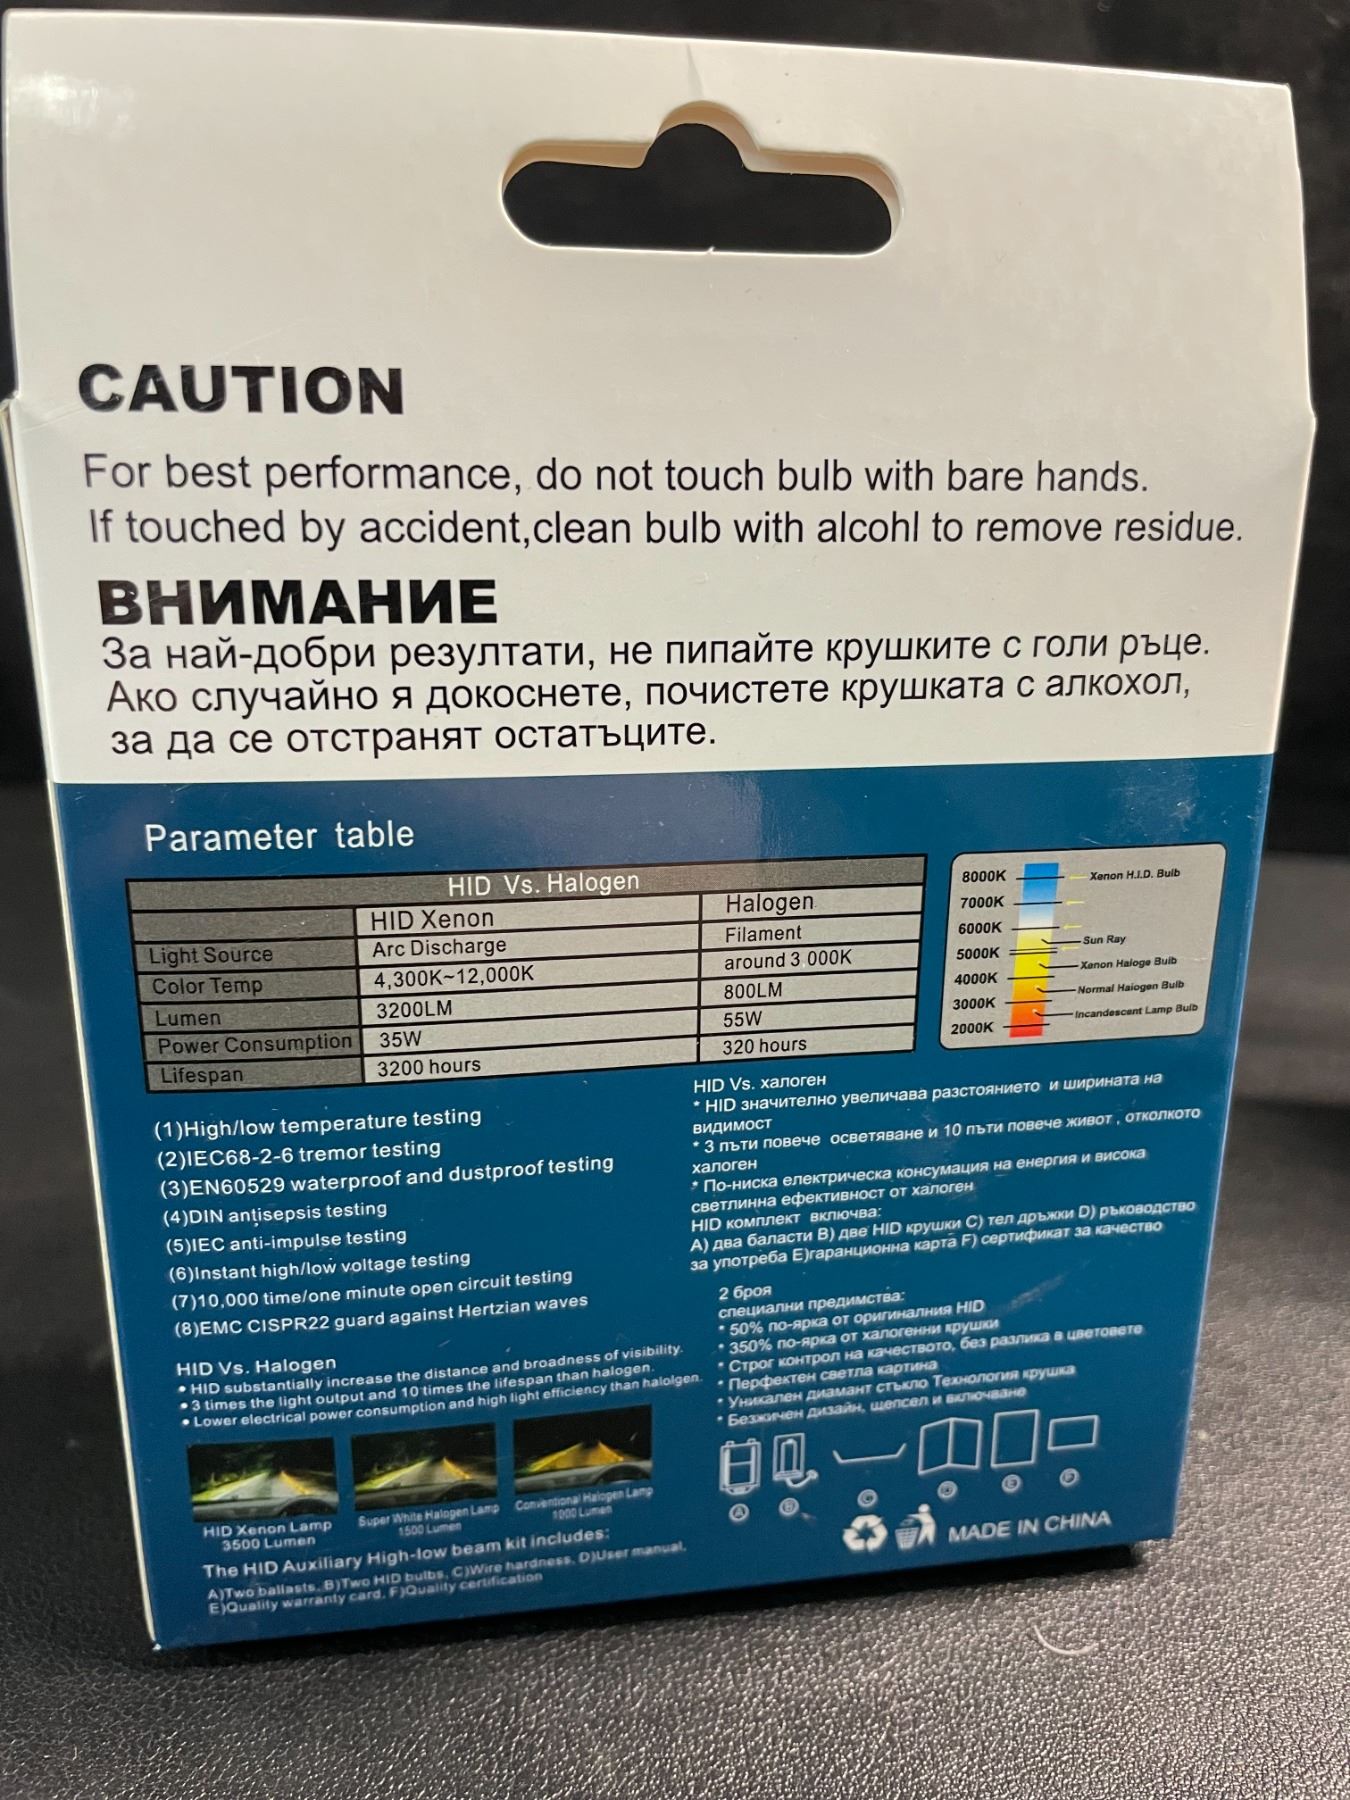 CAUTION
For best performance, do not touch bulb with bare hands.
If touched by accident,clean bulb with alcohl to remove residue.
ВНИМАНИЕ
За най-добри резултати, не пипайте крушките с голи ръце.
Ако случайно я докоснете, почистете крушката с алкохол,
за да се отстранят остатъците.
Parameter table
HID Vs. Halogen
HID Xenon Halogen
Light Source Arc Discharge Filament
Color Temp 4,300K~12,000K around 3 000K
Lumen 3200LM 800LM
Power Consumption 35W 55W
Lifespan 3200 hours 320 hours
8000K Xenon H.I.D. Bulb
7000K
6000K
5000K Sun Ray
4000K Xenon Haloge Bulb
3000K Normal Halogen Bulb
2000K Incandescent Lamp Bulb
(1)High/low temperature testing
(2)IEC68-2-6 tremor testing
(3)EN60529 waterproof and dustproof testing
(4)DIN antisepsis testing
(5)IEC anti-impulse testing
(6)Instant high/low voltage testing
(7)10,000 time/one minute open circuit testing
(8)EMC CISPR22 guard against Hertzian waves
HID Vs. Halogen
• HID substantially increase the distance and broadness of visibility.
• 3 times the light output and 10 times the lifespan than halogen.
• Lower electrical power consumption and high light efficiency than halolgen.
HID Xenon Lamp
3500 Lumen
Super White Halogen Lamp
1500 Lumen
Conventional Halogen Lamp
1000 Lumen
The HID Auxiliary High-low beam kit includes:
A)Two ballasts, B)Two HID bulbs, C)Wire hardness, D)User manual,
E)Quality warranty card, F)Quality certification
HID Vs. халоген
* HID значително увеличава разстоянието и ширината на
видимост
* 3 пъти повече осветяване и 10 пъти повече живот , отколкото
халоген
* По-ниска електрическа консумация на енергия и висока
светлинна ефективност от халоген
HID комплект включва:
A) два баласти B) две HID крушки C) тел дръжки D) ръководство
за употреба E)гаранционна карта F) сертификат за качество
2 броя
специални предимства:
* 50% по-ярка от оригиналния HID
* 350% по-ярка от халогенни крушки
* Строг контрол на качеството, без разлика в цветовете
* Перфектен светла картина
* Уникален диамант стъкло Технология крушка
* Безжичен дизайн, щепсел и включване
A B C D E F
MADE IN CHINA